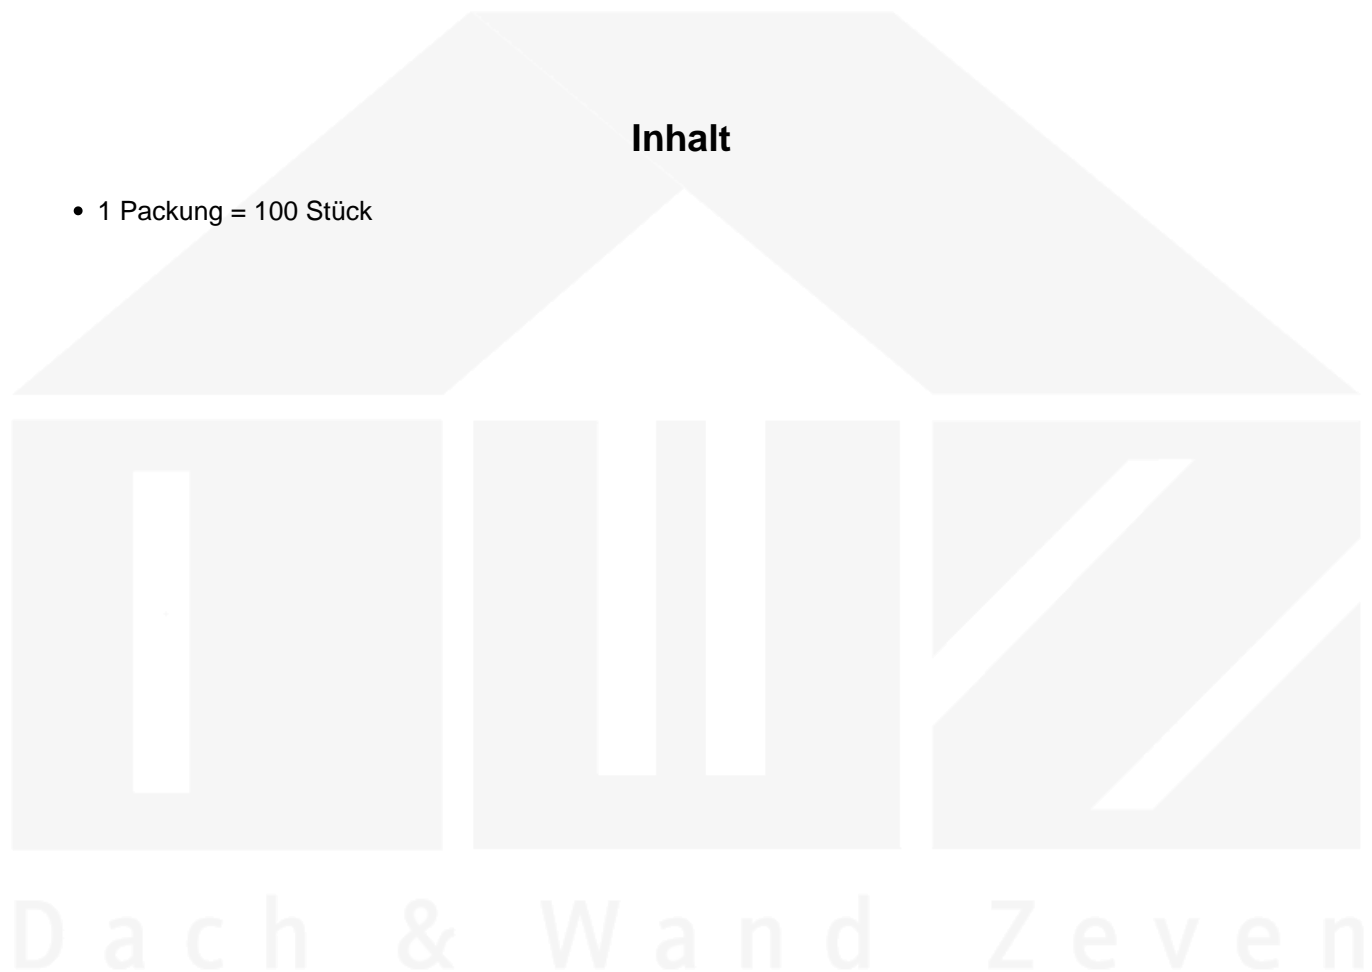 Inhalt
• 1 Packung = 100 Stück
Dach & Wand Zeven